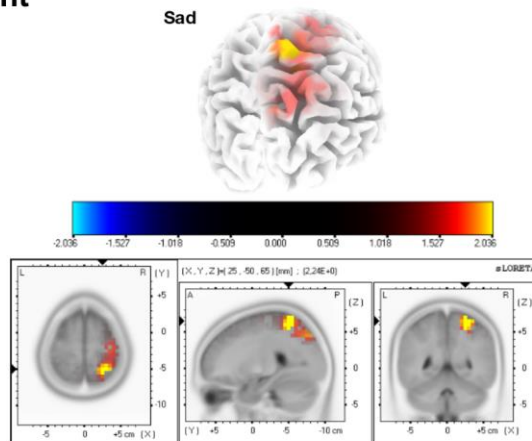 nt
Sad
-2.036 -1.527 -1.018 -0.509 0.000 0.509 1.018 1.527 2.036
[X,Y,Z]=(25,-50,65)[mm] ; (2,24E+0) sLORETA
L R (Y)
+5
0
-5
-10
-5 0 +5 cm (X)
A P (Z)
+5
0
-5
(Y) +5 0 -5 -10 cm
L R (Z)
+5
0
-5
-5 0 +5 cm (X)